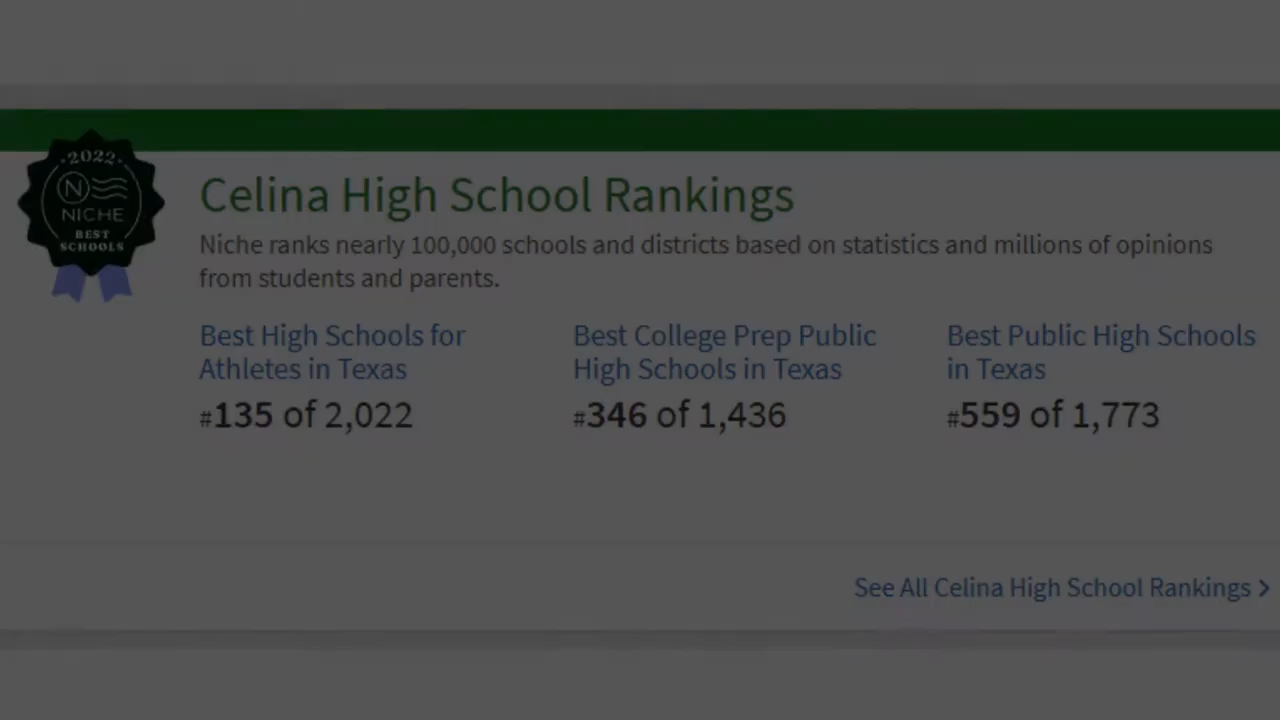 ·2022·
N
NICHE
BEST
SCHOOLS
Celina High School Rankings
Niche ranks nearly 100,000 schools and districts based on statistics and millions of opinions
from students and parents.
Best High Schools for
Athletes in Texas
#135 of 2,022
Best College Prep Public
High Schools in Texas
#346 of 1,436
Best Public High Schools
in Texas
#559 of 1,773
See All Celina High School Rankings >